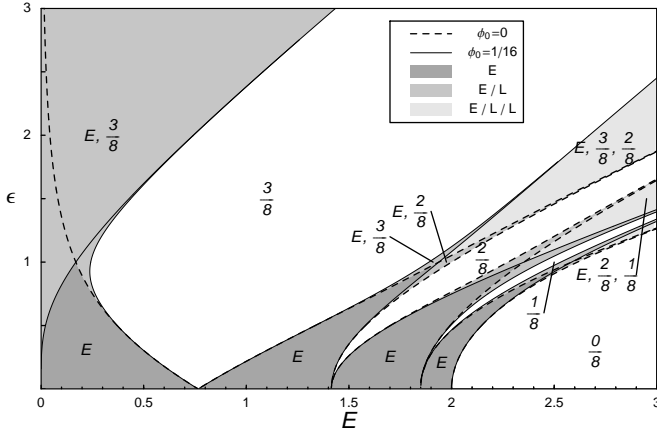 3
2
1
ϵ
0
0.5
1
1.5
2
2.5
3
E
ϕ0=0
ϕ0=1/16
E
E / L
E / L / L
E, 3/8
3/8
E, 3/8
E, 2/8
2/8
E, 3/8, 2/8
E, 2/8, 1/8
1/8
0/8
E
E
E
E